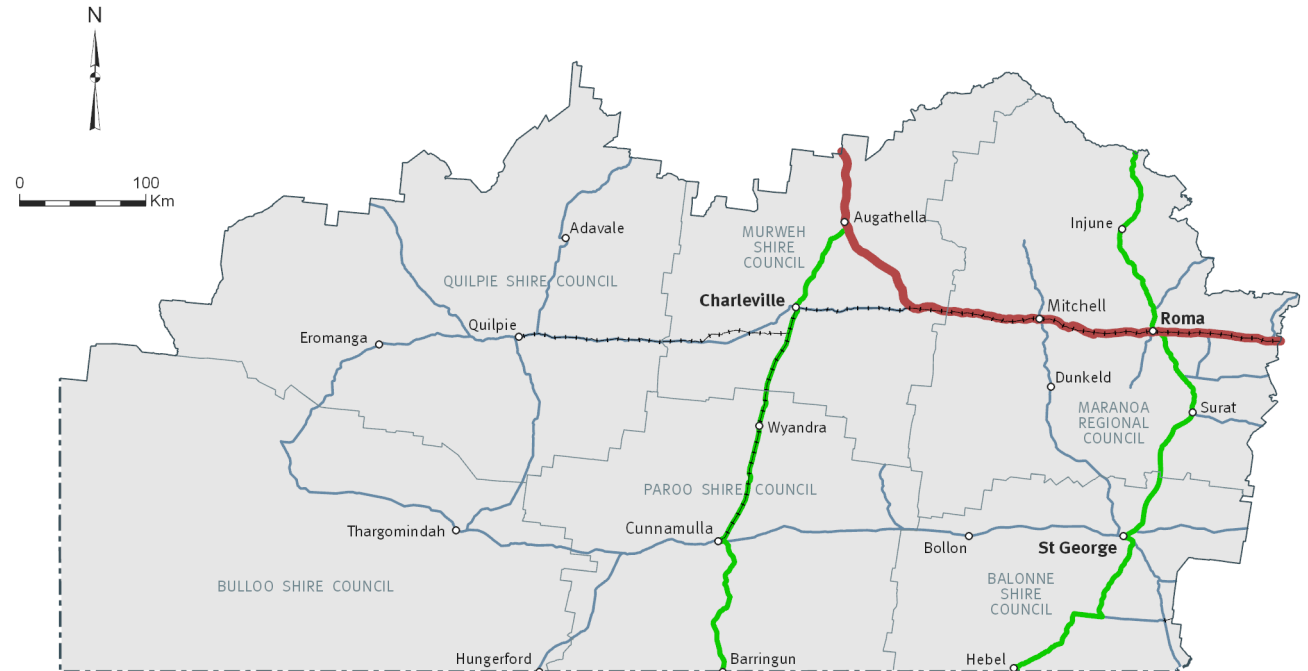 N
0 100
Km
Adavale
QUILPIE SHIRE COUNCIL
Quilpie
Eromanga
MURWEH
SHIRE
COUNCIL
Augathella
Charleville
Injune
Mitchell
Roma
Dunkeld
MARANOA
REGIONAL
COUNCIL
Surat
Wyandra
PAROO SHIRE COUNCIL
Cunnamulla
Thargomindah
Bollon
St George
BULLOO SHIRE COUNCIL
BALONNE
SHIRE
COUNCIL
Hungerford
Barringun
Hebel